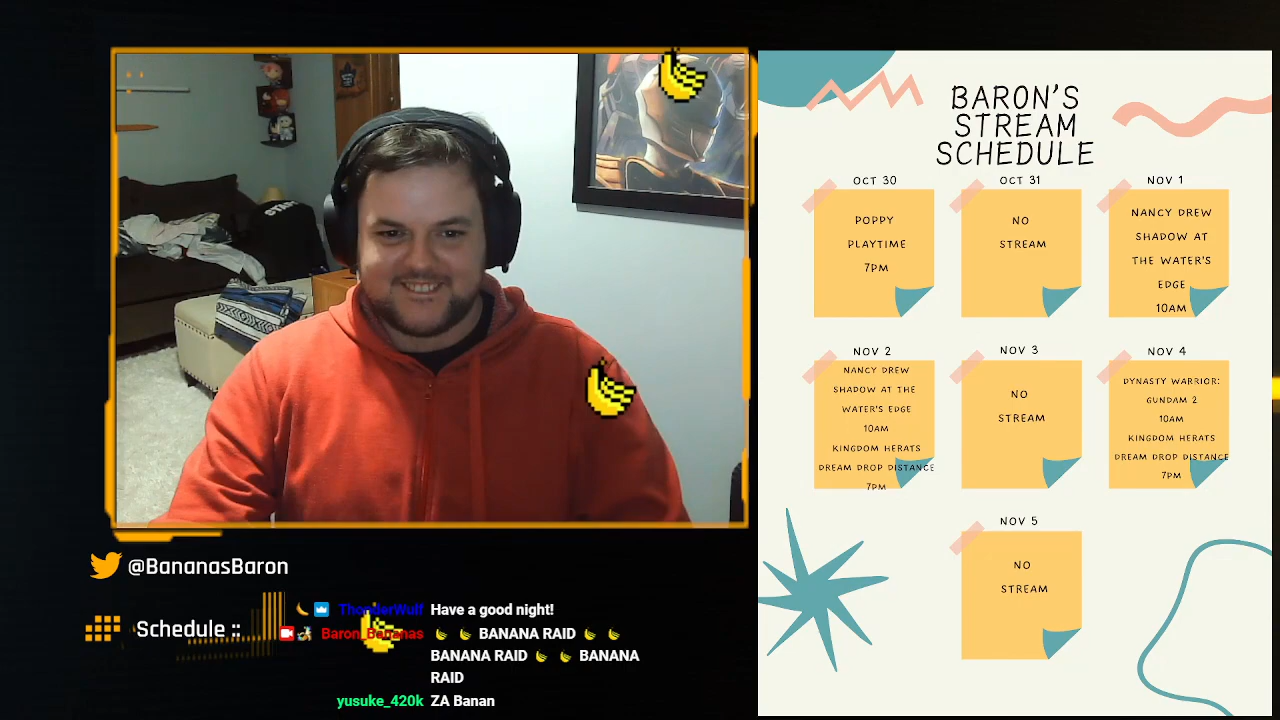 BARON'S
STREAM
SCHEDULE
OCT 30
POPPY
PLAYTIME
7PM
OCT 31
NO
STREAM
NOV 1
NANCY DREW
SHADOW AT
THE WATER'S
EDGE
10AM
NOV 2
NANCY DREW
SHADOW AT THE
WATER'S EDGE
10AM
KINGDOM HERATS
DREAM DROP DISTANCE
7PM
NOV 3
NO
STREAM
NOV 4
DYNASTY WARRIOR:
GUNDAM 2
10AM
KINGDOM HERATS
DREAM DROP DISTANCE
7PM
NOV 5
NO
STREAM
@BananasBaron
Schedule ::
ThonderWulf Have a good night!
Baron_Bananas BANANA RAID
BANANA RAID BANANA
RAID
yusuke_420k ZA Banan